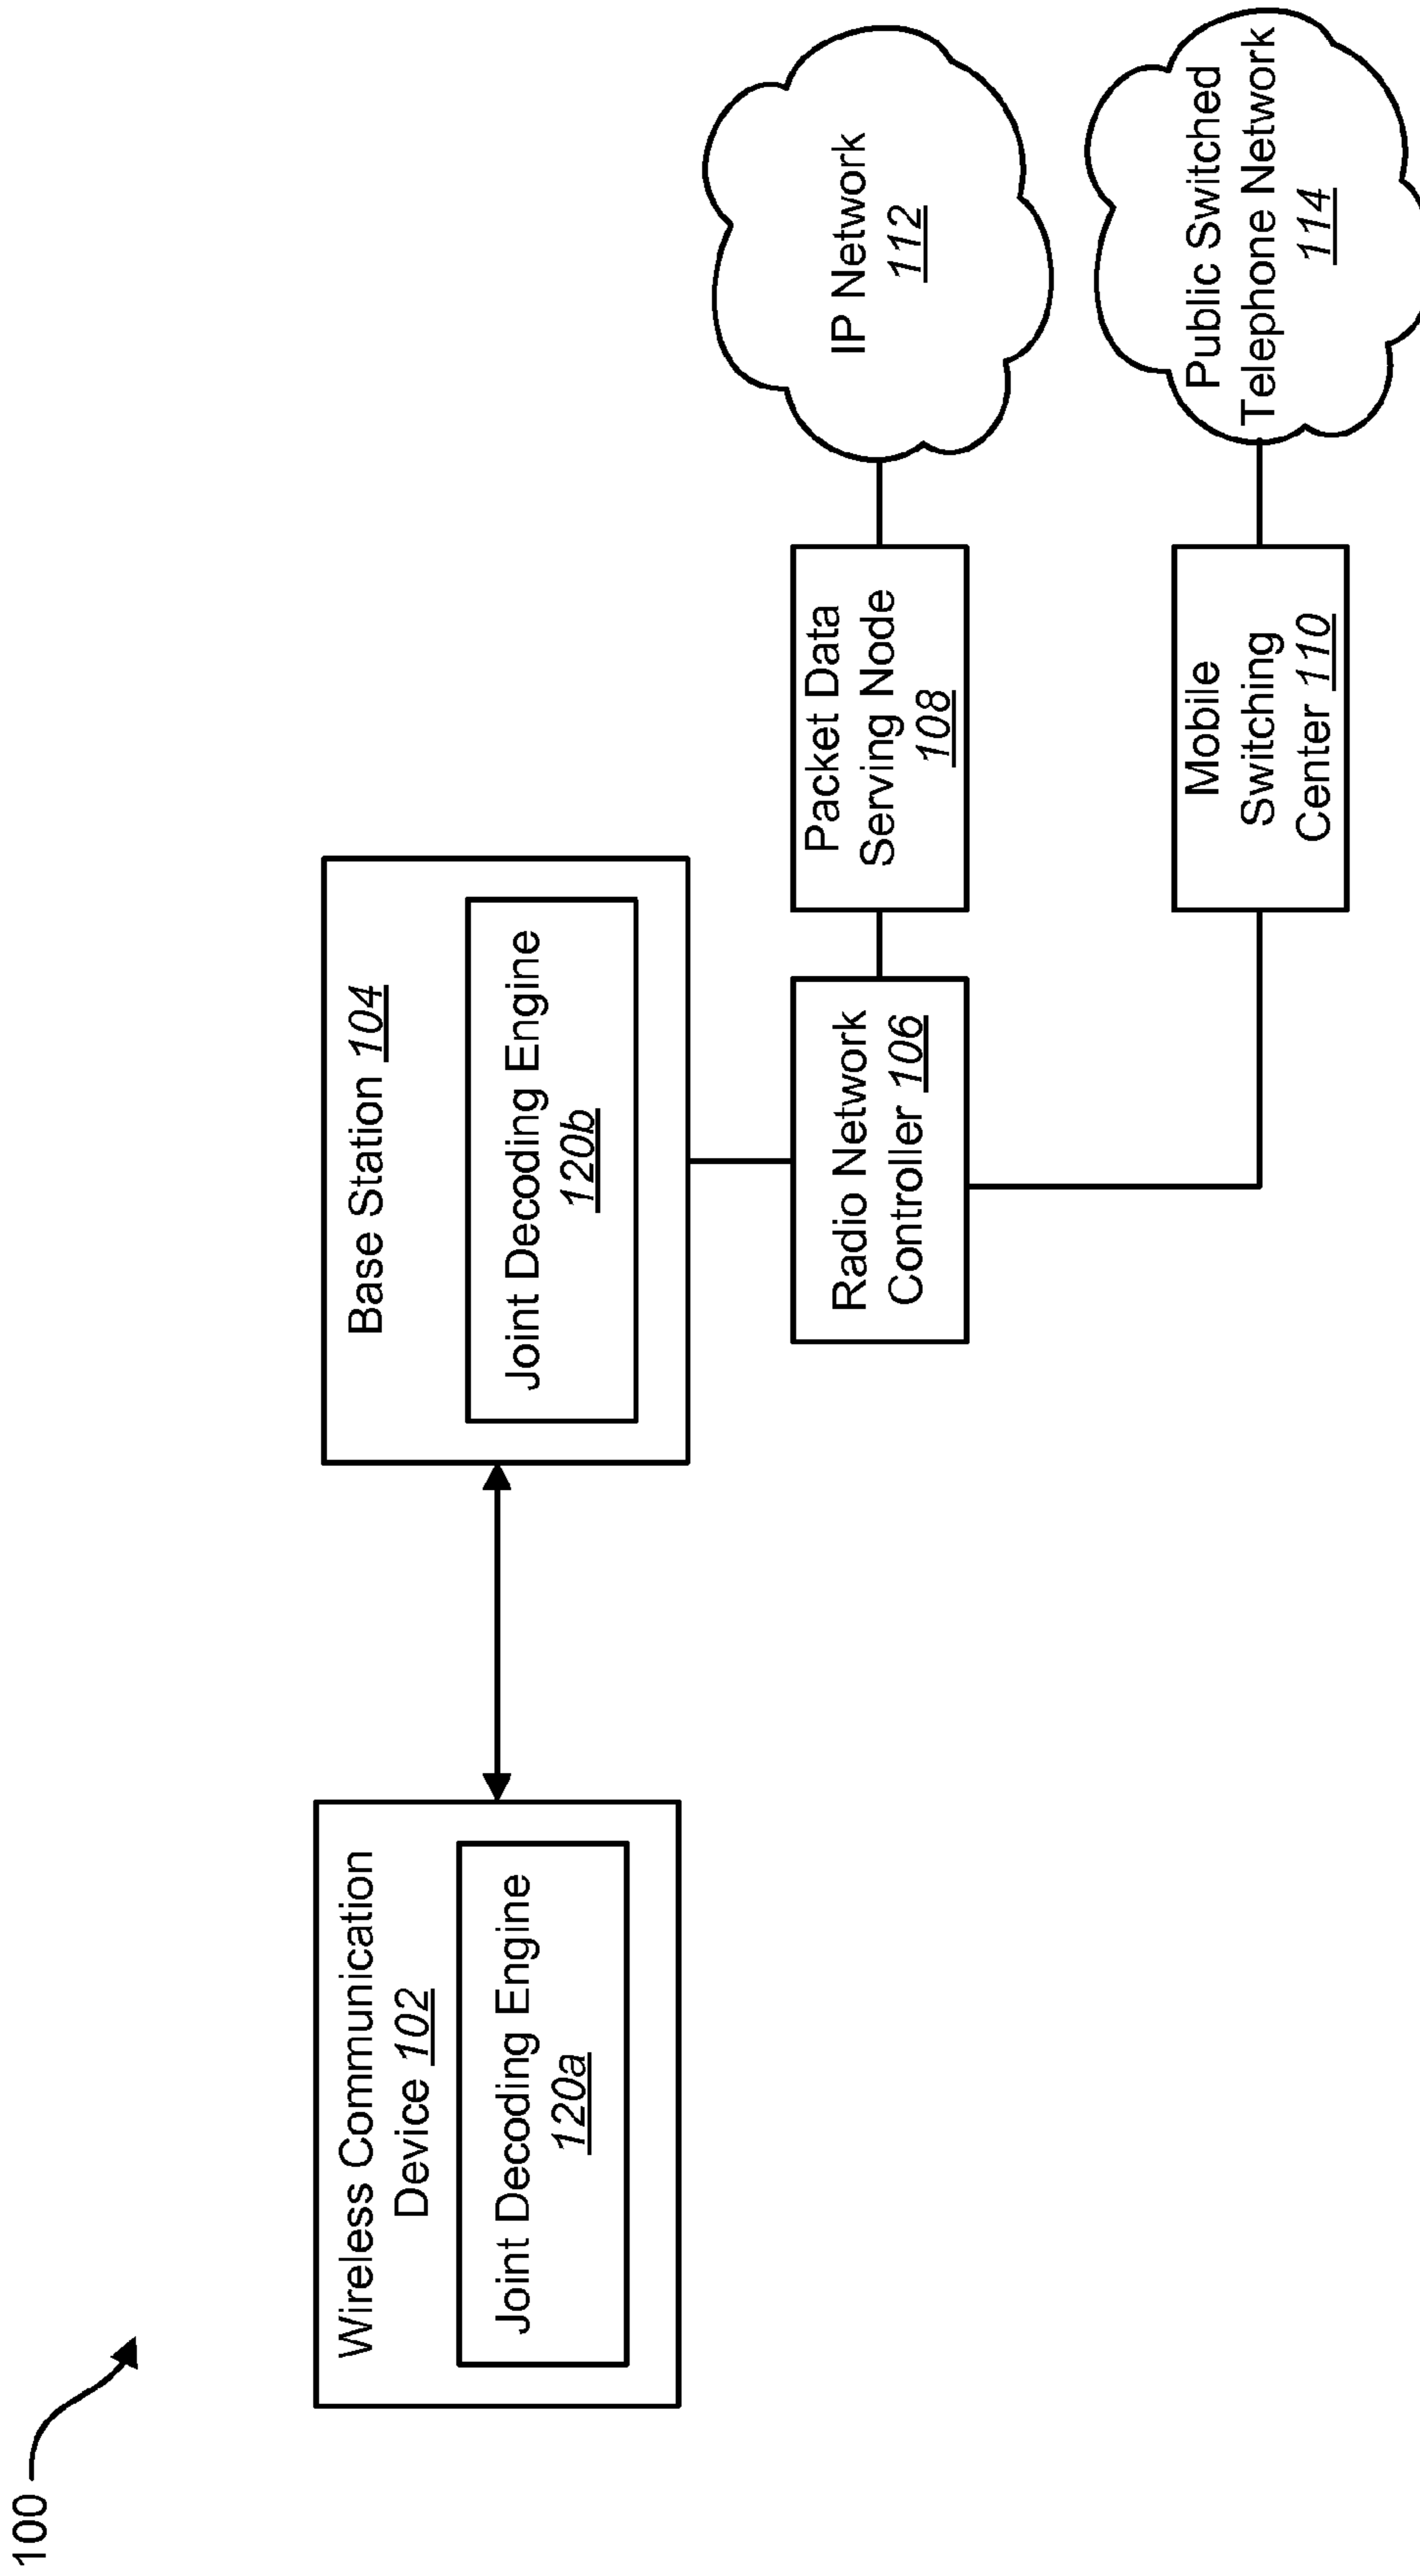 100
Wireless Communication
Device 102
Joint Decoding Engine
120a
Base Station 104
Joint Decoding Engine
120b
Radio Network
Controller 106
Packet Data
Serving Node
108
IP Network
112
Mobile
Switching
Center 110
Public Switched
Telephone Network
114